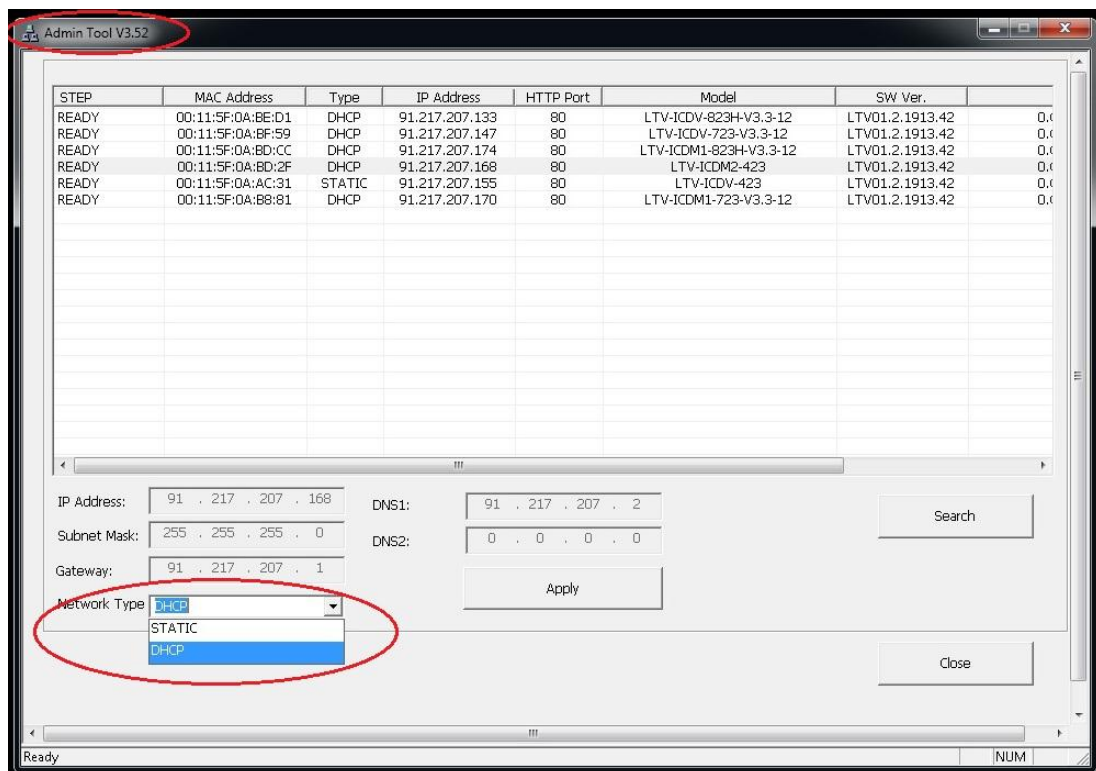 Admin Tool V3.52
STEP MAC Address Type IP Address HTTP Port Model SW Ver.
READY 00:11:5F:0A:BE:D1 DHCP 91.217.207.133 80 LTV-ICDV-823H-V3.3-12 LTV01.2.1913.42 0.(
READY 00:11:5F:0A:BF:59 DHCP 91.217.207.147 80 LTV-ICDV-723-V3.3-12 LTV01.2.1913.42 0.(
READY 00:11:5F:0A:BD:CC DHCP 91.217.207.174 80 LTV-ICDM1-823H-V3.3-12 LTV01.2.1913.42 0.(
READY 00:11:5F:0A:BD:2F DHCP 91.217.207.168 80 LTV-ICDM2-423 LTV01.2.1913.42 0.(
READY 00:11:5F:0A:AC:31 STATIC 91.217.207.155 80 LTV-ICDV-423 LTV01.2.1913.42 0.(
READY 00:11:5F:0A:B8:81 DHCP 91.217.207.170 80 LTV-ICDM1-723-V3.3-12 LTV01.2.1913.42 0.(
IP Address: 91 . 217 . 207 . 168 DNS1: 91 . 217 . 207 . 2
Search
Subnet Mask: 255 . 255 . 255 . 0 DNS2: 0 . 0 . 0 . 0
Gateway: 91 . 217 . 207 . 1
Apply
Network Type DHCP
STATIC
DHCP
Close
Ready NUM